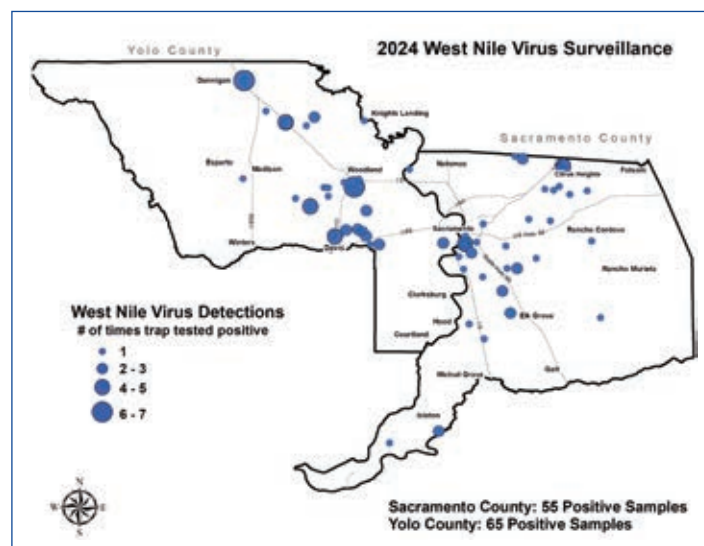 Yolo County
2024 West Nile Virus Surveillance
Dunnigan
Knights Landing
Sacramento County
Esparto
Madison
Woodland
Natomas
Citrus Heights
Folsom
Winters
Davis
Sacramento
Rancho Cordova
Rancho Murieta
West Nile Virus Detections
# of times trap tested positive
1
2 - 3
4 - 5
6 - 7
Clarksburg
Hood
Courtland
Elk Grove
Walnut Grove
Galt
Isleton
N
W
E
S
Sacramento County: 55 Positive Samples
Yolo County: 65 Positive Samples